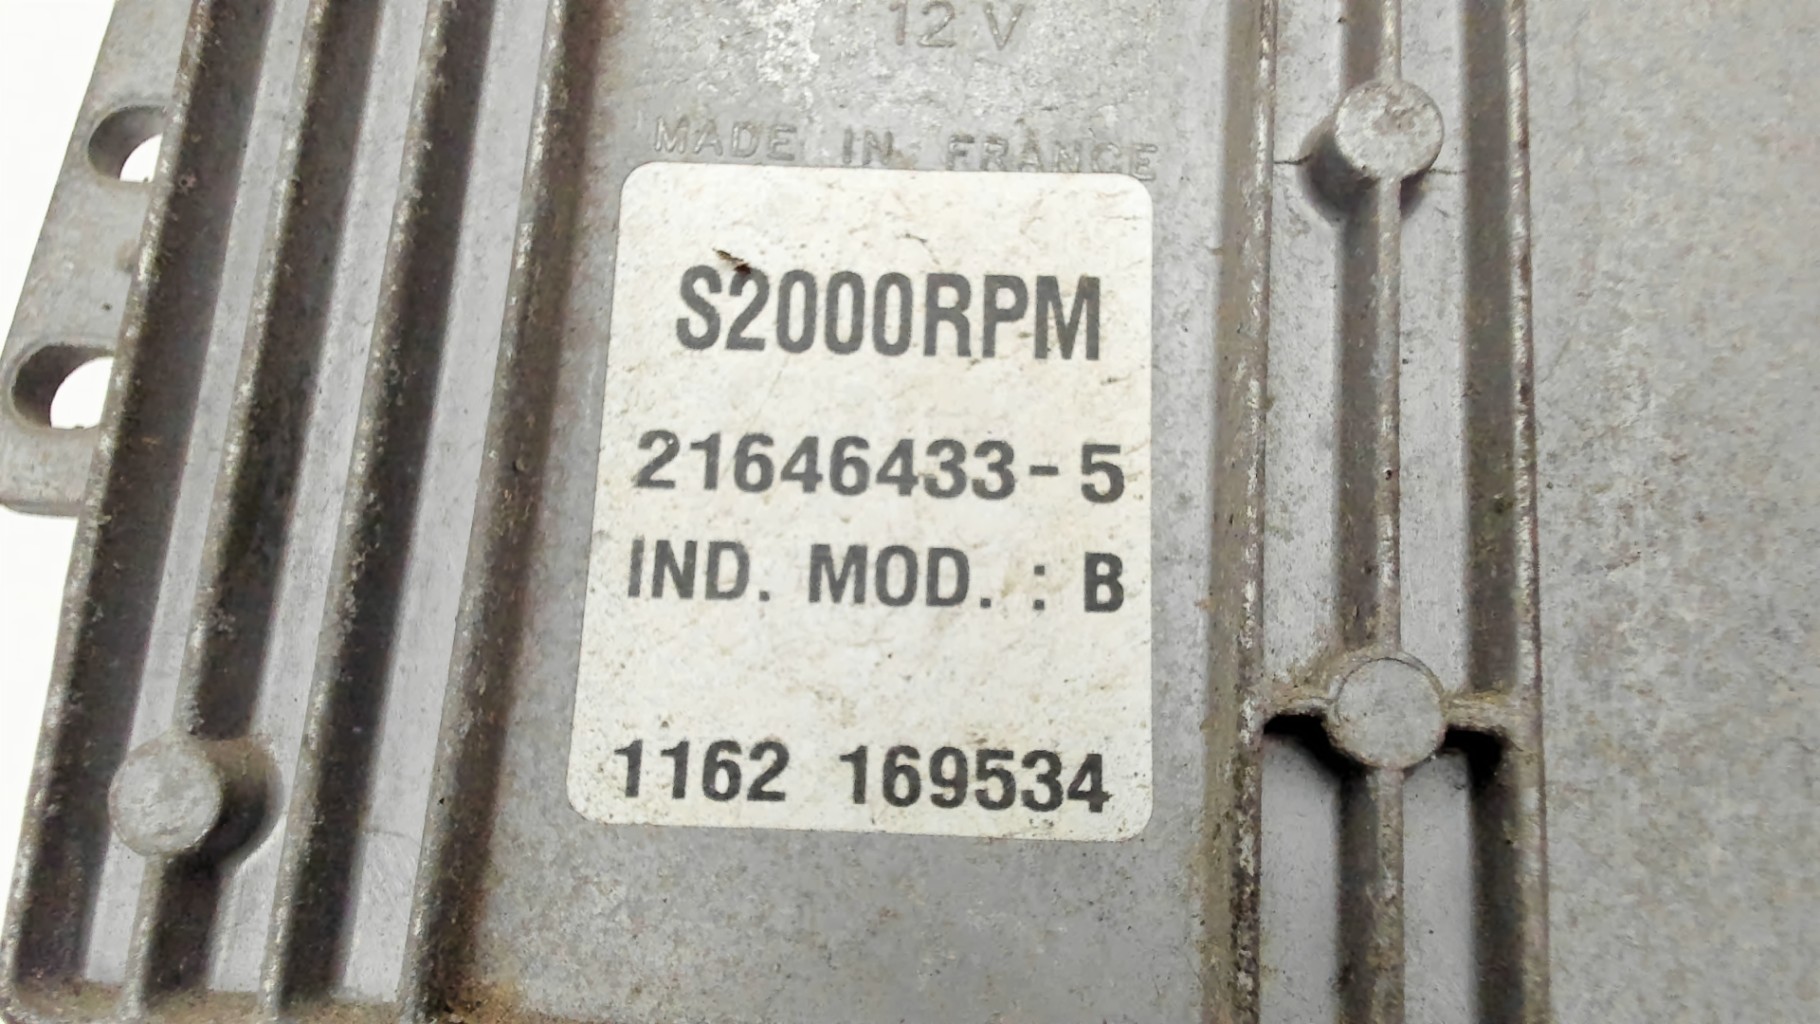 12 V
MADE IN FRANCE
S2000RPM
21646433-5
IND. MOD. : B
1162 169534